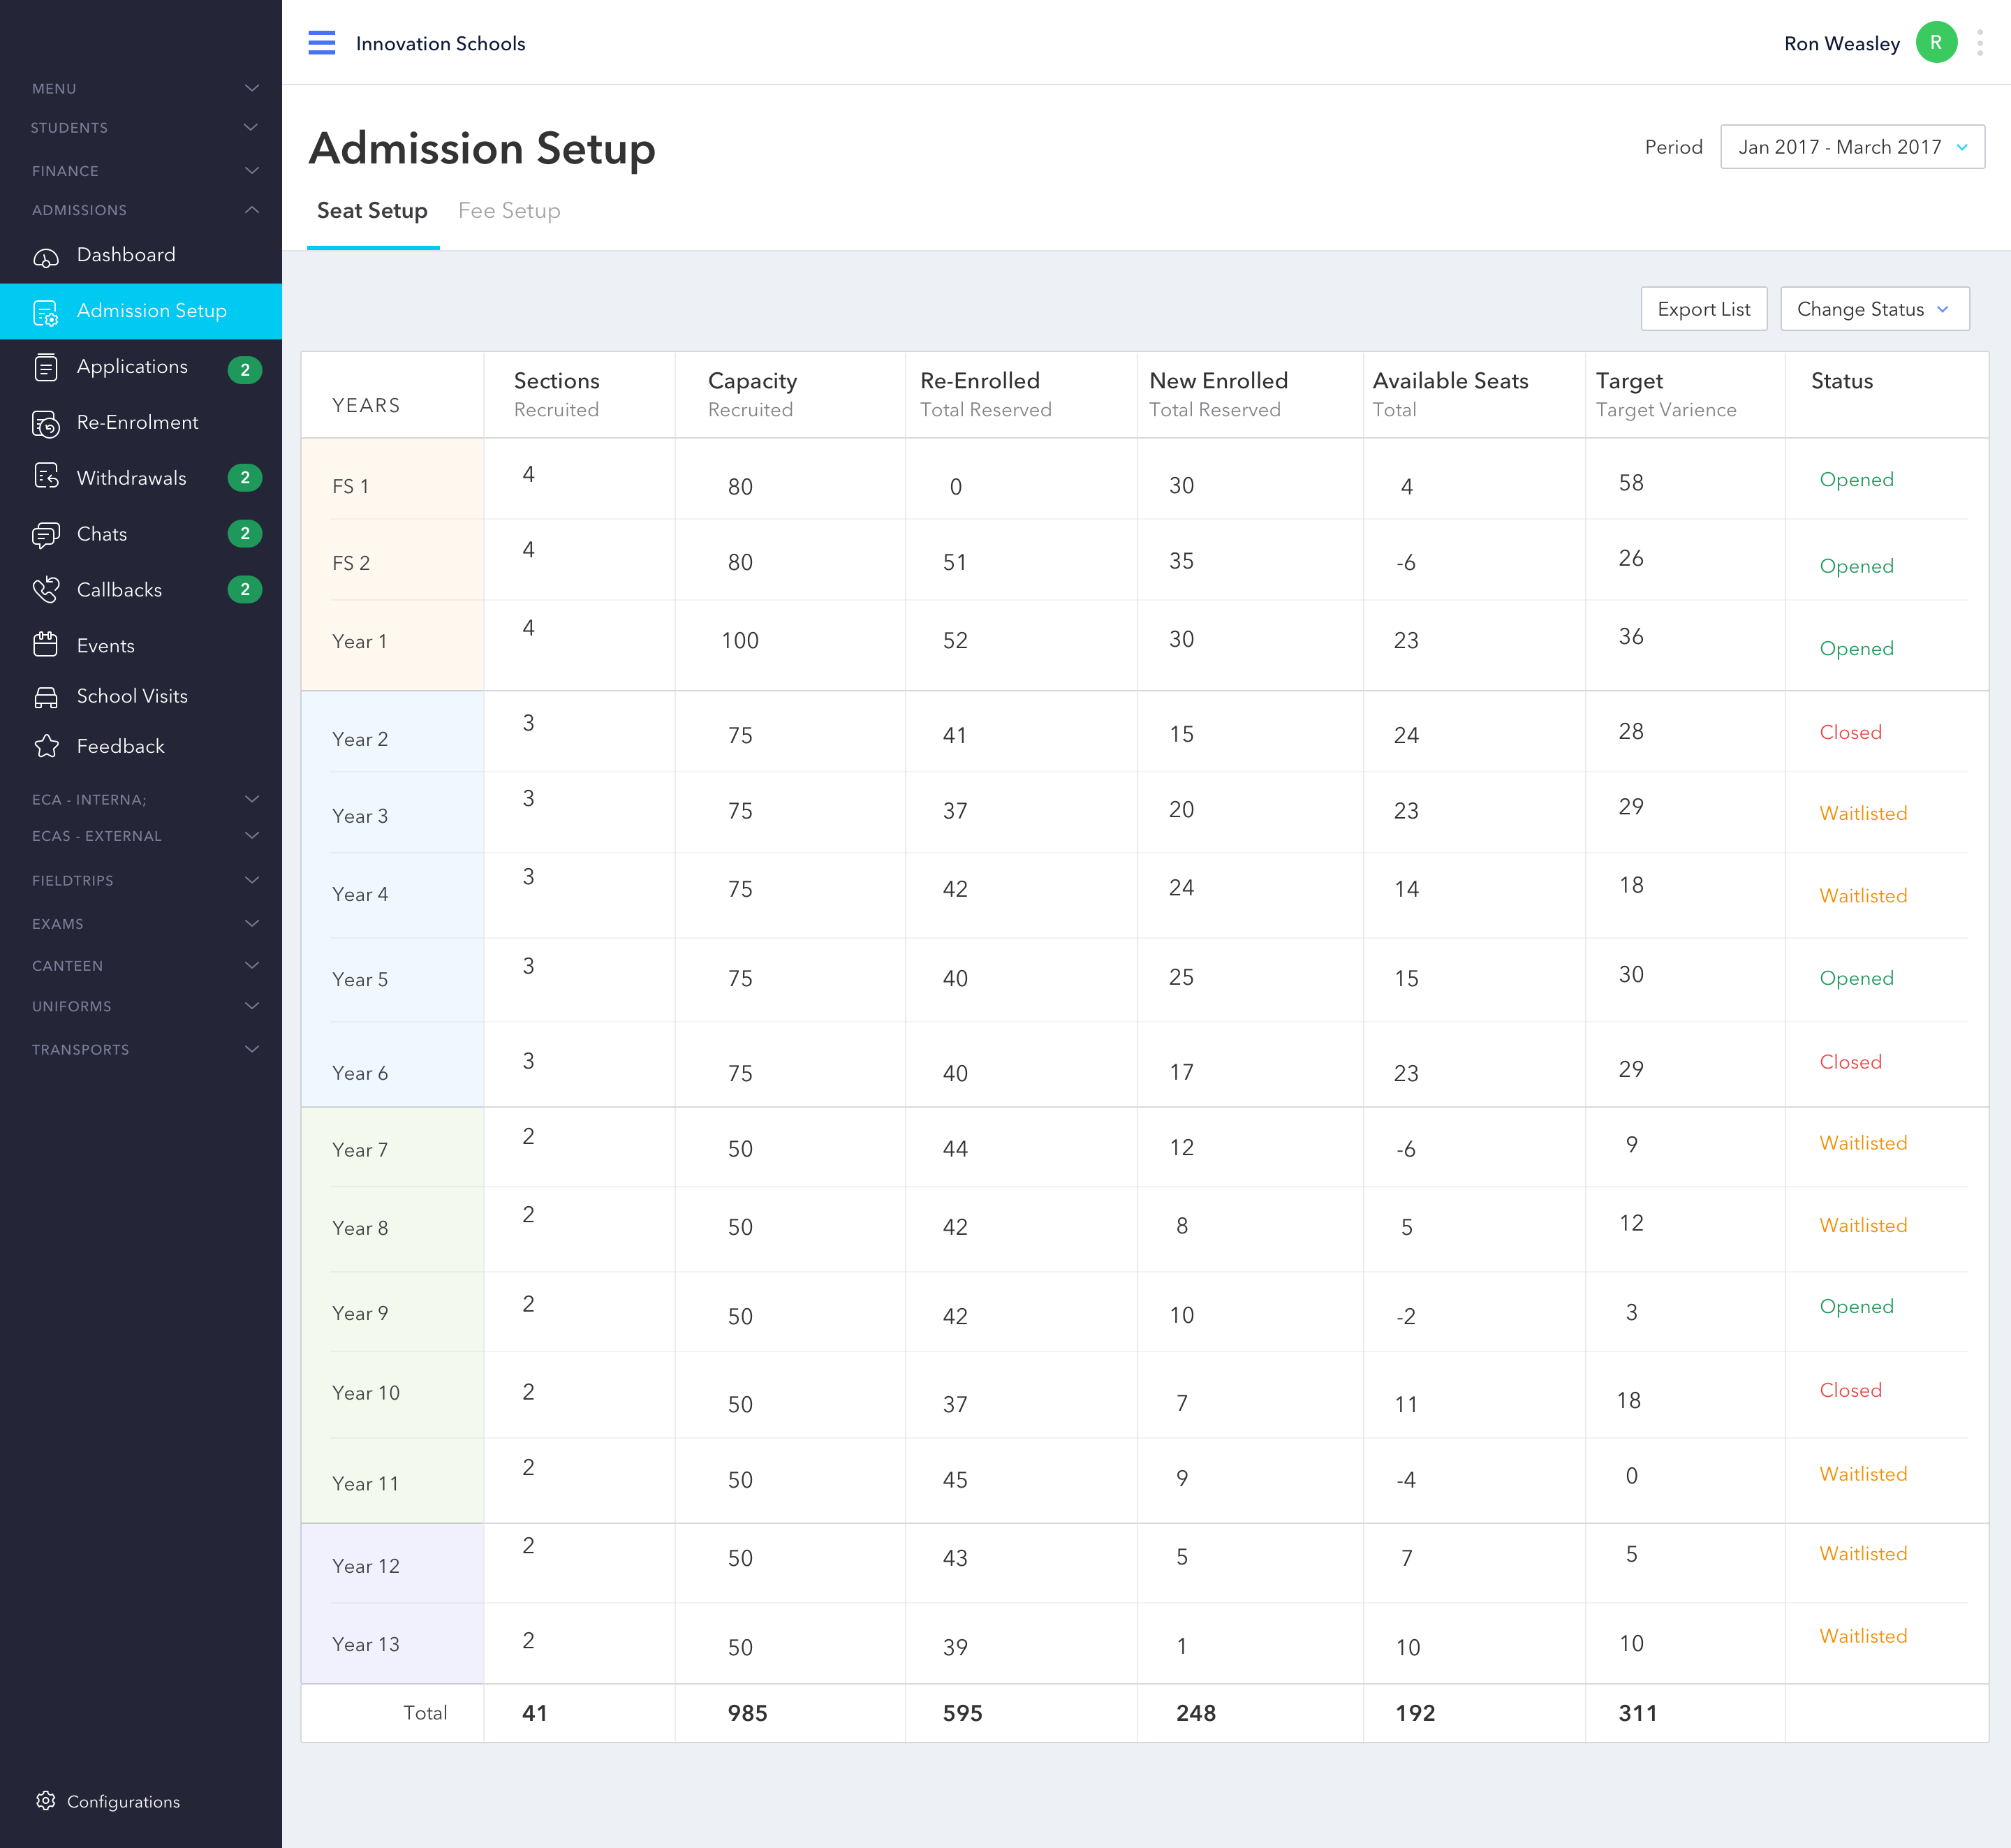 Innovation Schools
Ron Weasley
R
MENU
STUDENTS
FINANCE
ADMISSIONS
Dashboard
Admission Setup
Applications 2
Re-Enrolment
Withdrawals 2
Chats 2
Callbacks 2
Events
School Visits
Feedback
ECA - INTERNA;
ECAS - EXTERNAL
FIELDTRIPS
EXAMS
CANTEEN
UNIFORMS
TRANSPORTS
Configurations
Admission Setup
Period Jan 2017 - March 2017
Seat Setup Fee Setup
Export List Change Status
YEARS Sections Capacity Re-Enrolled New Enrolled Available Seats Target Status
Recruited Recruited Total Reserved Total Reserved Total Target Varience
FS 1 4 80 0 30 4 58 Opened
FS 2 4 80 51 35 -6 26 Opened
Year 1 4 100 52 30 23 36 Opened
Year 2 3 75 41 15 24 28 Closed
Year 3 3 75 37 20 23 29 Waitlisted
Year 4 3 75 42 24 14 18 Waitlisted
Year 5 3 75 40 25 15 30 Opened
Year 6 3 75 40 17 23 29 Closed
Year 7 2 50 44 12 -6 9 Waitlisted
Year 8 2 50 42 8 5 12 Waitlisted
Year 9 2 50 42 10 -2 3 Opened
Year 10 2 50 37 7 11 18 Closed
Year 11 2 50 45 9 -4 0 Waitlisted
Year 12 2 50 43 5 7 5 Waitlisted
Year 13 2 50 39 1 10 10 Waitlisted
Total 41 985 595 248 192 311